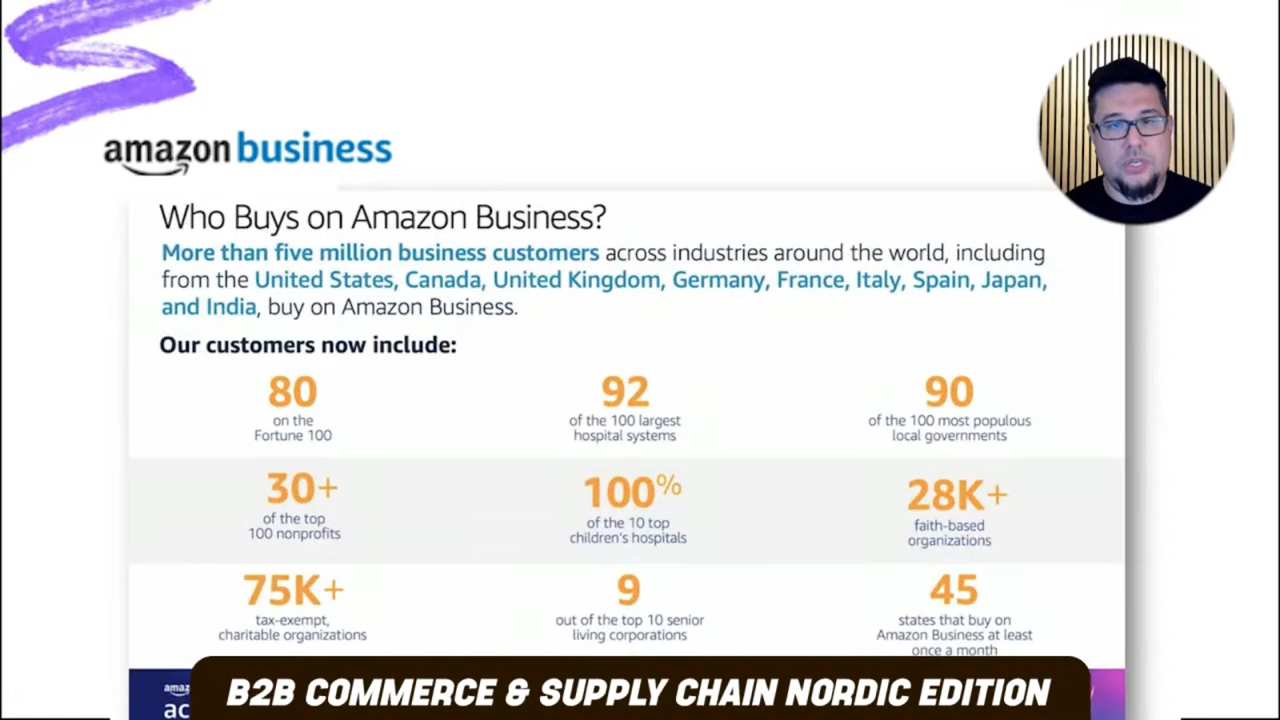 amazon business
Who Buys on Amazon Business?
More than five million business customers across industries around the world, including
from the United States, Canada, United Kingdom, Germany, France, Italy, Spain, Japan,
and India, buy on Amazon Business.
Our customers now include:
80
on the
Fortune 100
92
of the 100 largest
hospital systems
90
of the 100 most populous
local governments
30+
of the top
100 nonprofits
100%
of the 10 top
children's hospitals
28K+
faith-based
organizations
75K+
tax-exempt,
charitable organizations
9
out of the top 10 senior
living corporations
45
states that buy on
Amazon Business at least
once a month
B2B COMMERCE & SUPPLY CHAIN NORDIC EDITION